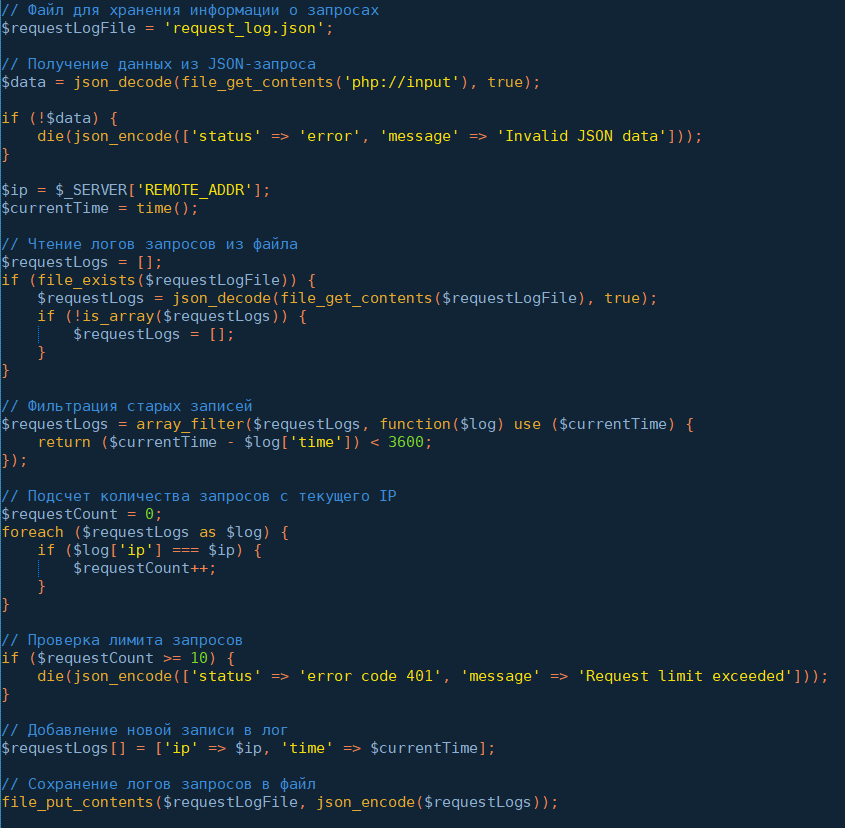 // Файл для хранения информации о запросах
$requestLogFile = 'request_log.json';

// Получение данных из JSON-запроса
$data = json_decode(file_get_contents('php://input'), true);

if (!$data) {
    die(json_encode(['status' => 'error', 'message' => 'Invalid JSON data']));
}

$ip = $_SERVER['REMOTE_ADDR'];
$currentTime = time();

// Чтение логов запросов из файла
$requestLogs = [];
if (file_exists($requestLogFile)) {
    $requestLogs = json_decode(file_get_contents($requestLogFile), true);
    if (!is_array($requestLogs)) {
        $requestLogs = [];
    }
}

// Фильтрация старых записей
$requestLogs = array_filter($requestLogs, function($log) use ($currentTime) {
    return ($currentTime - $log['time']) < 3600;
});

// Подсчет количества запросов с текущего IP
$requestCount = 0;
foreach ($requestLogs as $log) {
    if ($log['ip'] === $ip) {
        $requestCount++;
    }
}

// Проверка лимита запросов
if ($requestCount >= 10) {
    die(json_encode(['status' => 'error code 401', 'message' => 'Request limit exceeded']));
}

// Добавление новой записи в лог
$requestLogs[] = ['ip' => $ip, 'time' => $currentTime];

// Сохранение логов запросов в файл
file_put_contents($requestLogFile, json_encode($requestLogs));